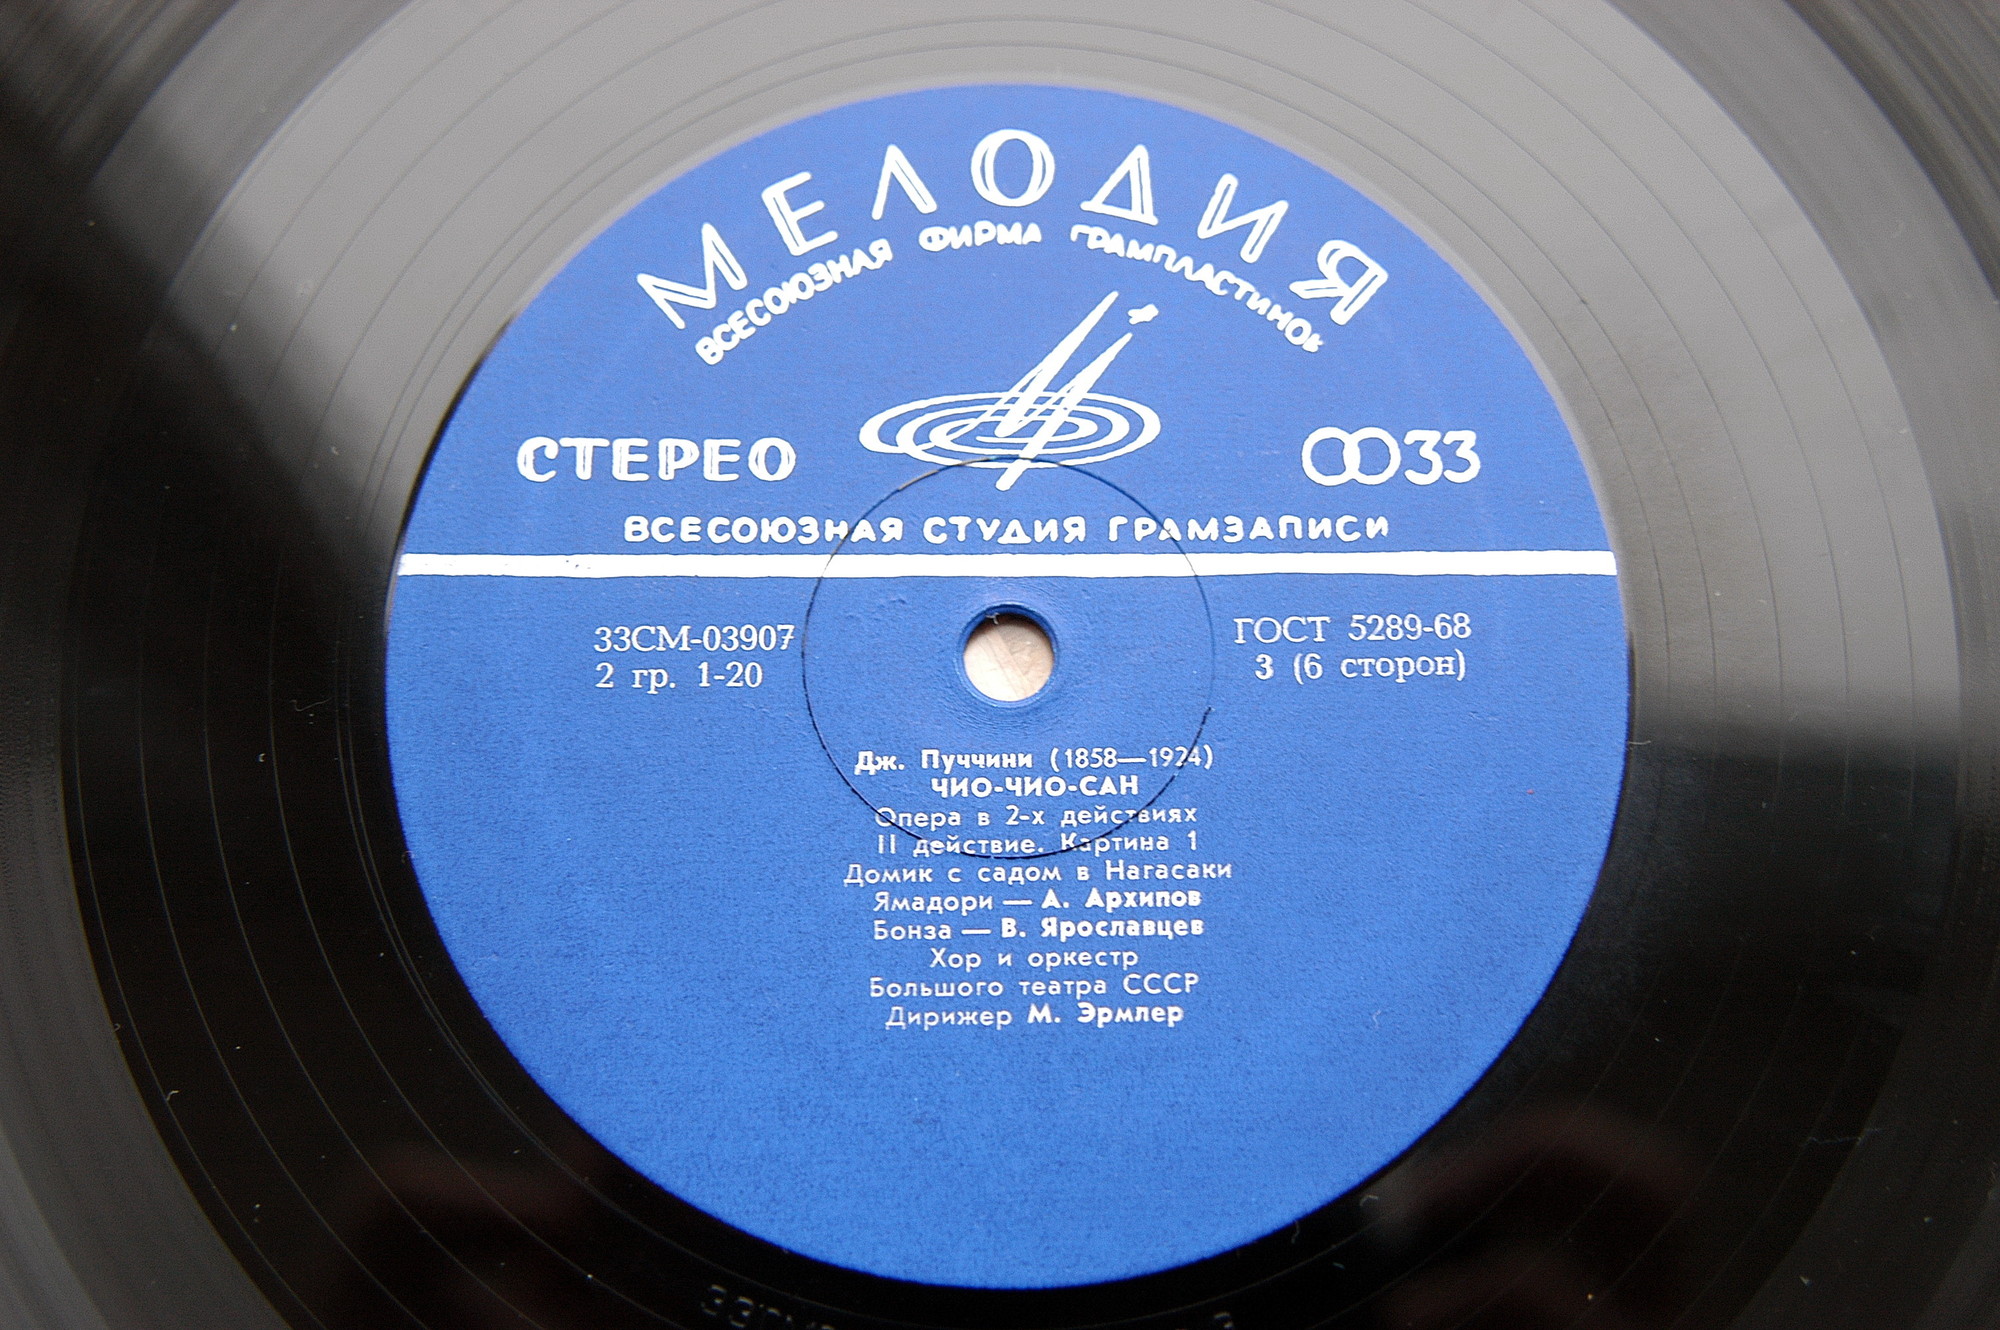 МЕЛОДИЯ
ВСЕСОЮЗНАЯ ФИРМА ГРАМПЛАСТИНОК
СТЕРЕО
33
ВСЕСОЮЗНАЯ СТУДИЯ ГРАМЗАПИСИ
33СМ-03907
ГОСТ 5289-68
2 гр. 1-20
3 (6 сторон)
Дж. Пуччини (1858—1924)
ЧИО-ЧИО-САН
Опера в 2-х действиях
II действие. Картина 1
Домик с садом в Нагасаки
Ямадори — А. Архипов
Бонза — В. Ярославцев
Хор и оркестр
Большого театра СССР
Дирижер М. Эрмлер